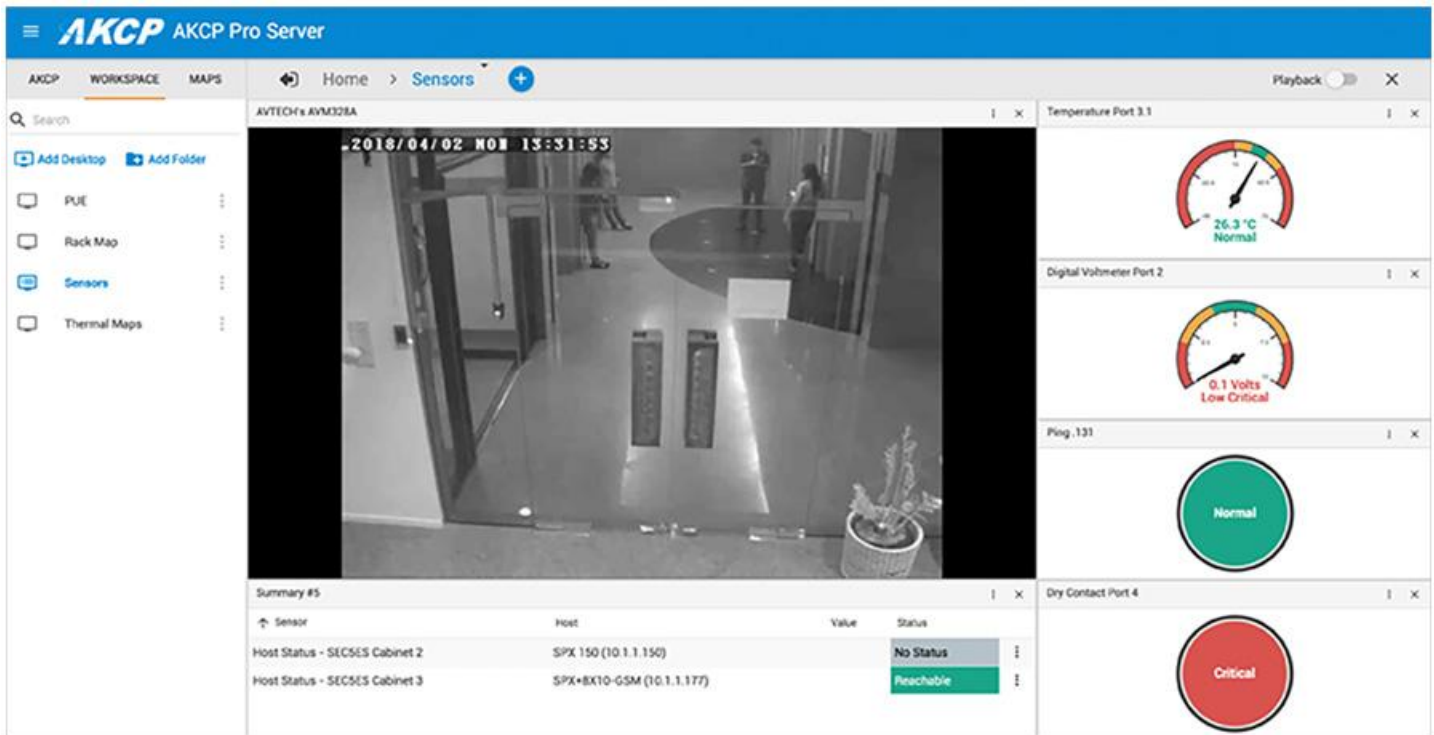 AKCP AKCP Pro Server
AKCP WORKSPACE MAPS
Home > Sensors
Playback
Search
Add Desktop Add Folder
PUE
Rack Map
Sensors
Thermal Maps
AVTECH's AVM328A
2018/04/02 MON 13:31:53
Temperature Port 3.1
26.3 °C
Normal
Digital Voltmeter Port 2
0.1 Volts
Low Critical
Ping .131
Normal
Summary #5
Sensor Host Value Status
Host Status - SEC5ES Cabinet 2 SPX 150 (10.1.1.150) No Status
Host Status - SEC5ES Cabinet 3 SPX+8X10-GSM (10.1.1.177) Reachable
Dry Contact Port 4
Critical